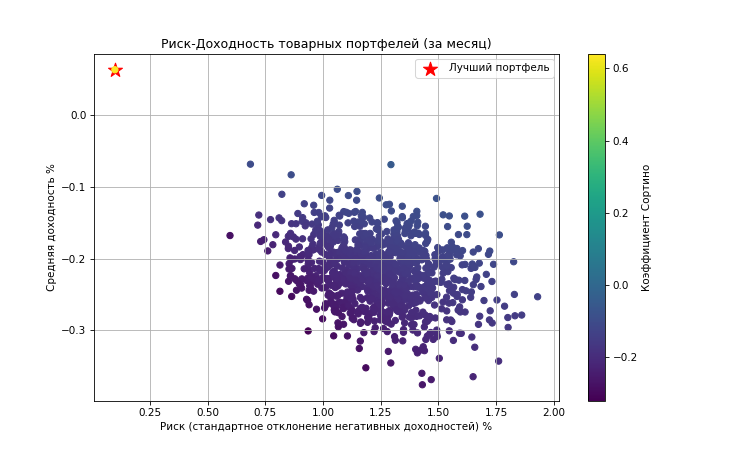 Риск-Доходность товарных портфелей (за месяц)
Лучший портфель
Средняя доходность %
0.0
−0.1
−0.2
−0.3
0.25 0.50 0.75 1.00 1.25 1.50 1.75 2.00
Риск (стандартное отклонение негативных доходностей) %
0.6
0.4
0.2
0.0
−0.2
Коэффициент Сортино